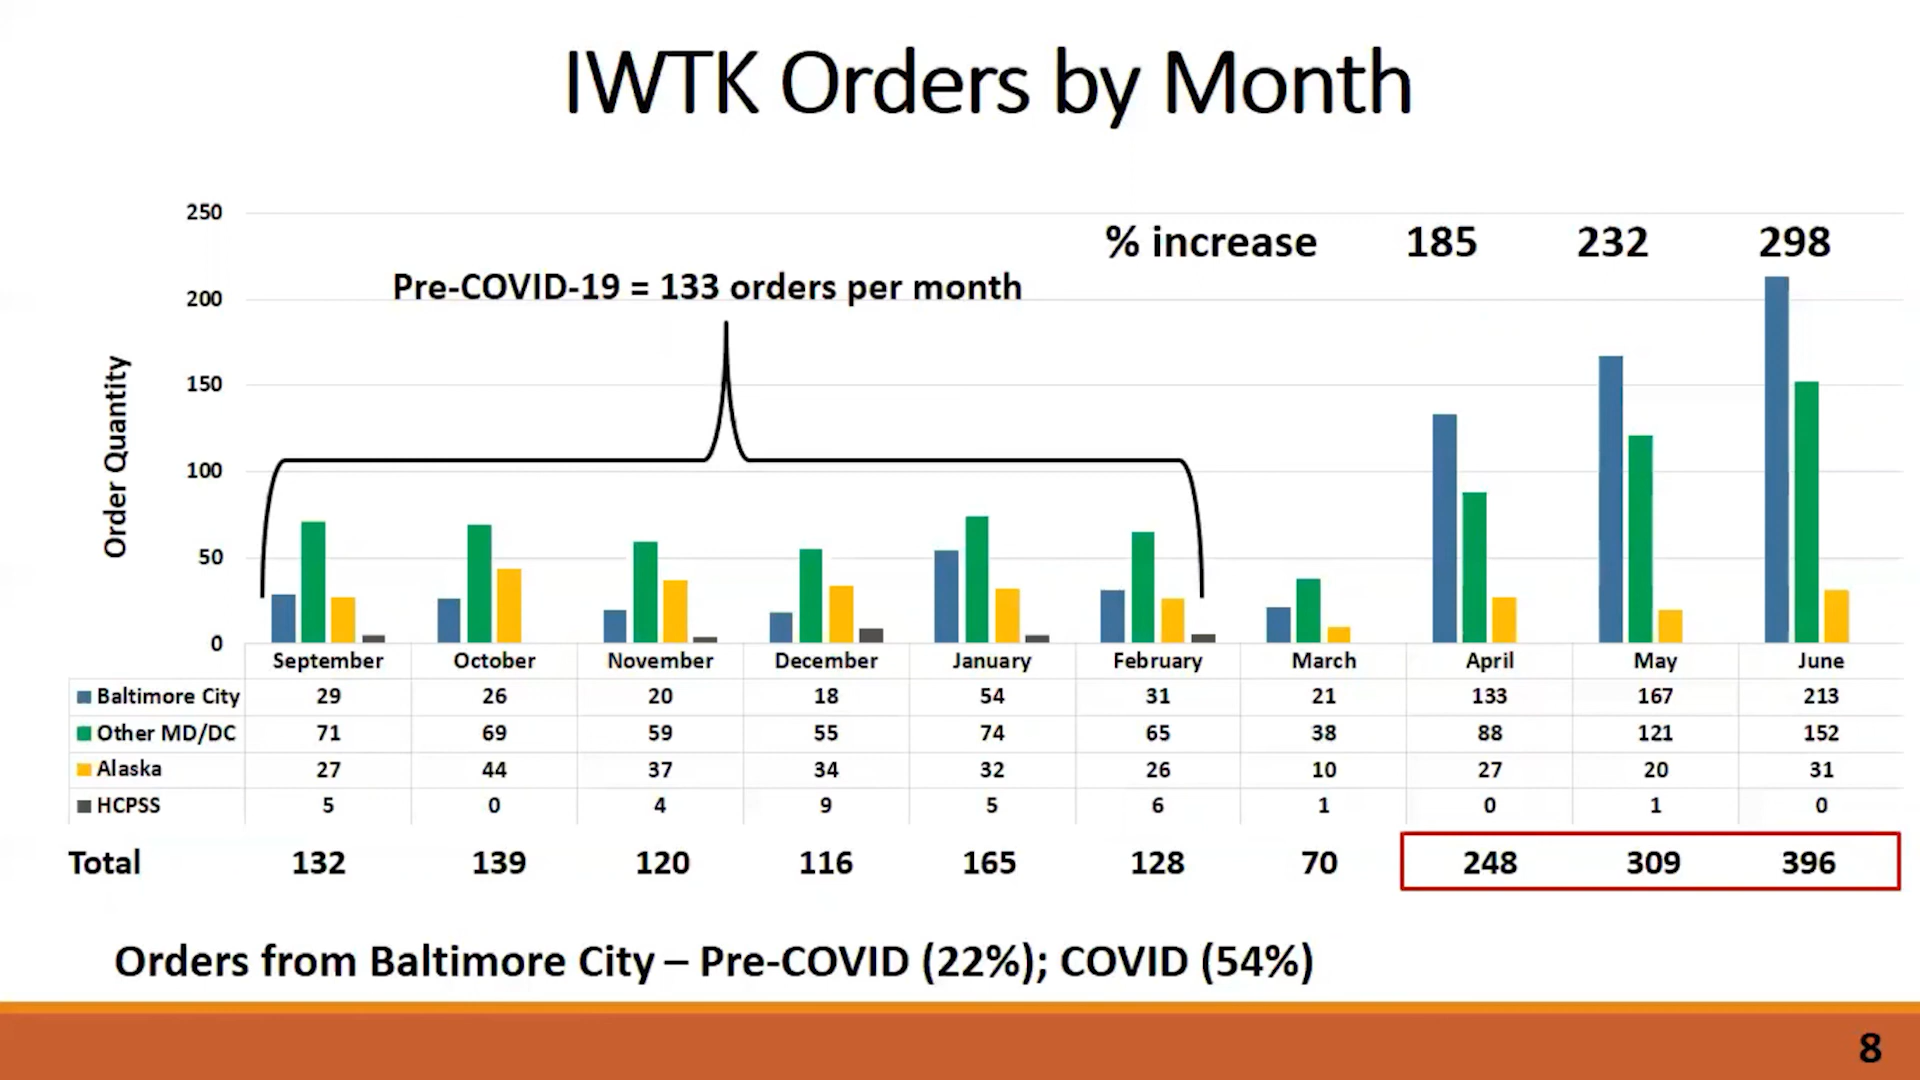 IWTK Orders by Month
250
% increase 185 232 298
Pre-COVID-19 = 133 orders per month
200
150
100
50
0
Order Quantity
September October November December January February March April May June
Baltimore City 29 26 20 18 54 31 21 133 167 213
Other MD/DC 71 69 59 55 74 65 38 88 121 152
Alaska 27 44 37 34 32 26 10 27 20 31
HCPSS 5 0 4 9 5 6 1 0 1 0
Total 132 139 120 116 165 128 70 248 309 396
Orders from Baltimore City – Pre-COVID (22%); COVID (54%)
8